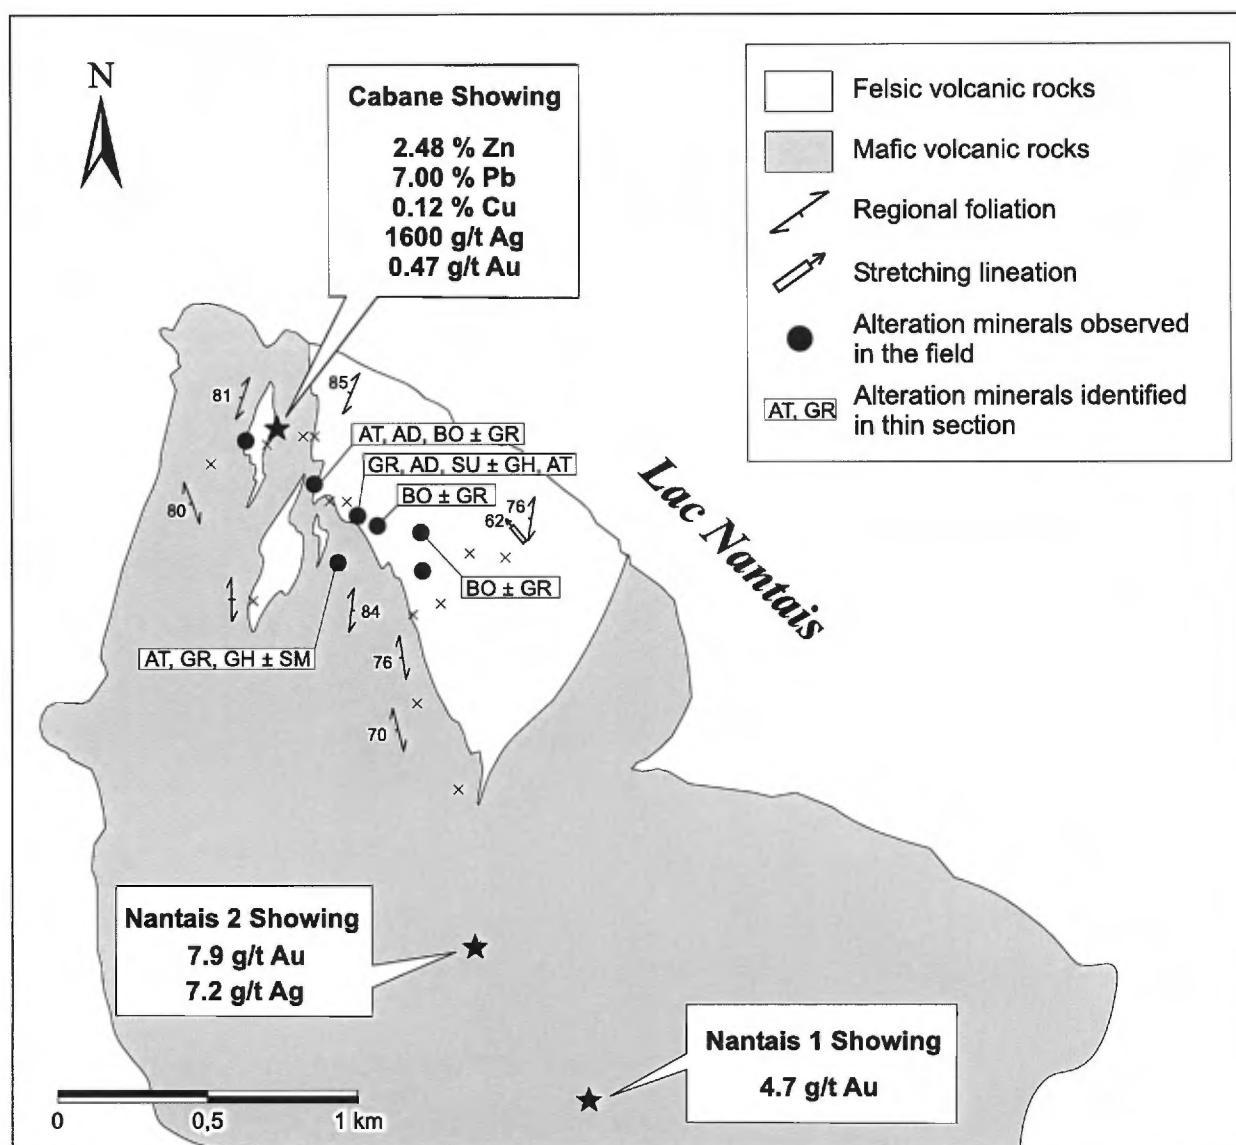 N
Cabane Showing
2.48 % Zn
7.00 % Pb
0.12 % Cu
1600 g/t Ag
0.47 g/t Au
Felsic volcanic rocks
Mafic volcanic rocks
Regional foliation
Stretching lineation
Alteration minerals observed
in the field
AT, GR
Alteration minerals identified
in thin section
81
85
AT, AD, BO ± GR
GR, AD, SU ± GH, AT
BO ± GR
80
76
62
BO ± GR
84
AT, GR, GH ± SM
76
70
Lac Nantais
Nantais 2 Showing
7.9 g/t Au
7.2 g/t Ag
Nantais 1 Showing
4.7 g/t Au
0
0,5
1 km